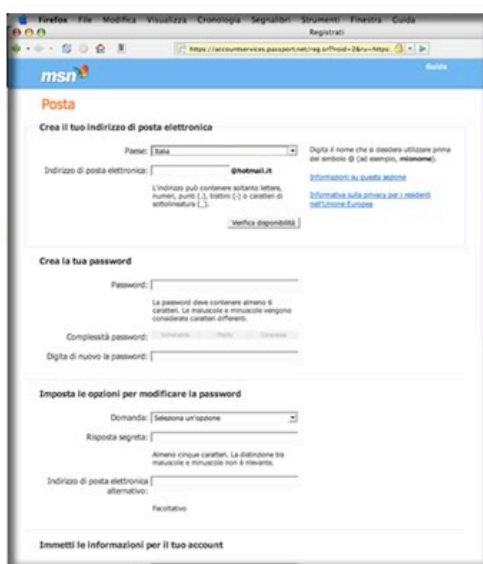 Firefox File Modifica Visualizza Cronologia Segnalibri Strumenti Finestra Guida
Registrati
https://accountservices.passport.net/reg.srf?
msn
Guida
Posta
Crea il tuo indirizzo di posta elettronica
Paese: Italia
Indirizzo di posta elettronica: @hotmail.it
L'indirizzo può contenere soltanto lettere,
numeri, punti (.), trattini (-) o caratteri di
sottolineatura (_).
Verifica disponibilità
Digita il nome che si desidera utilizzare prima
del simbolo @ (ad esempio, mionome).
Informazioni su questa sezione
Informativa sulla privacy per i residenti
nell'Unione Europea
Crea la tua password
Password:
La password deve contenere almeno 6
caratteri. Le maiuscole e minuscole vengono
considerate caratteri differenti.
Complessità password:
Digita di nuovo la password:
Imposta le opzioni per modificare la password
Domanda: Seleziona un'opzione
Risposta segreta:
Almeno cinque caratteri. La distinzione tra
maiuscole e minuscole non è rilevante.
Indirizzo di posta elettronica
alternativo:
Facoltativo
Immetti le informazioni per il tuo account